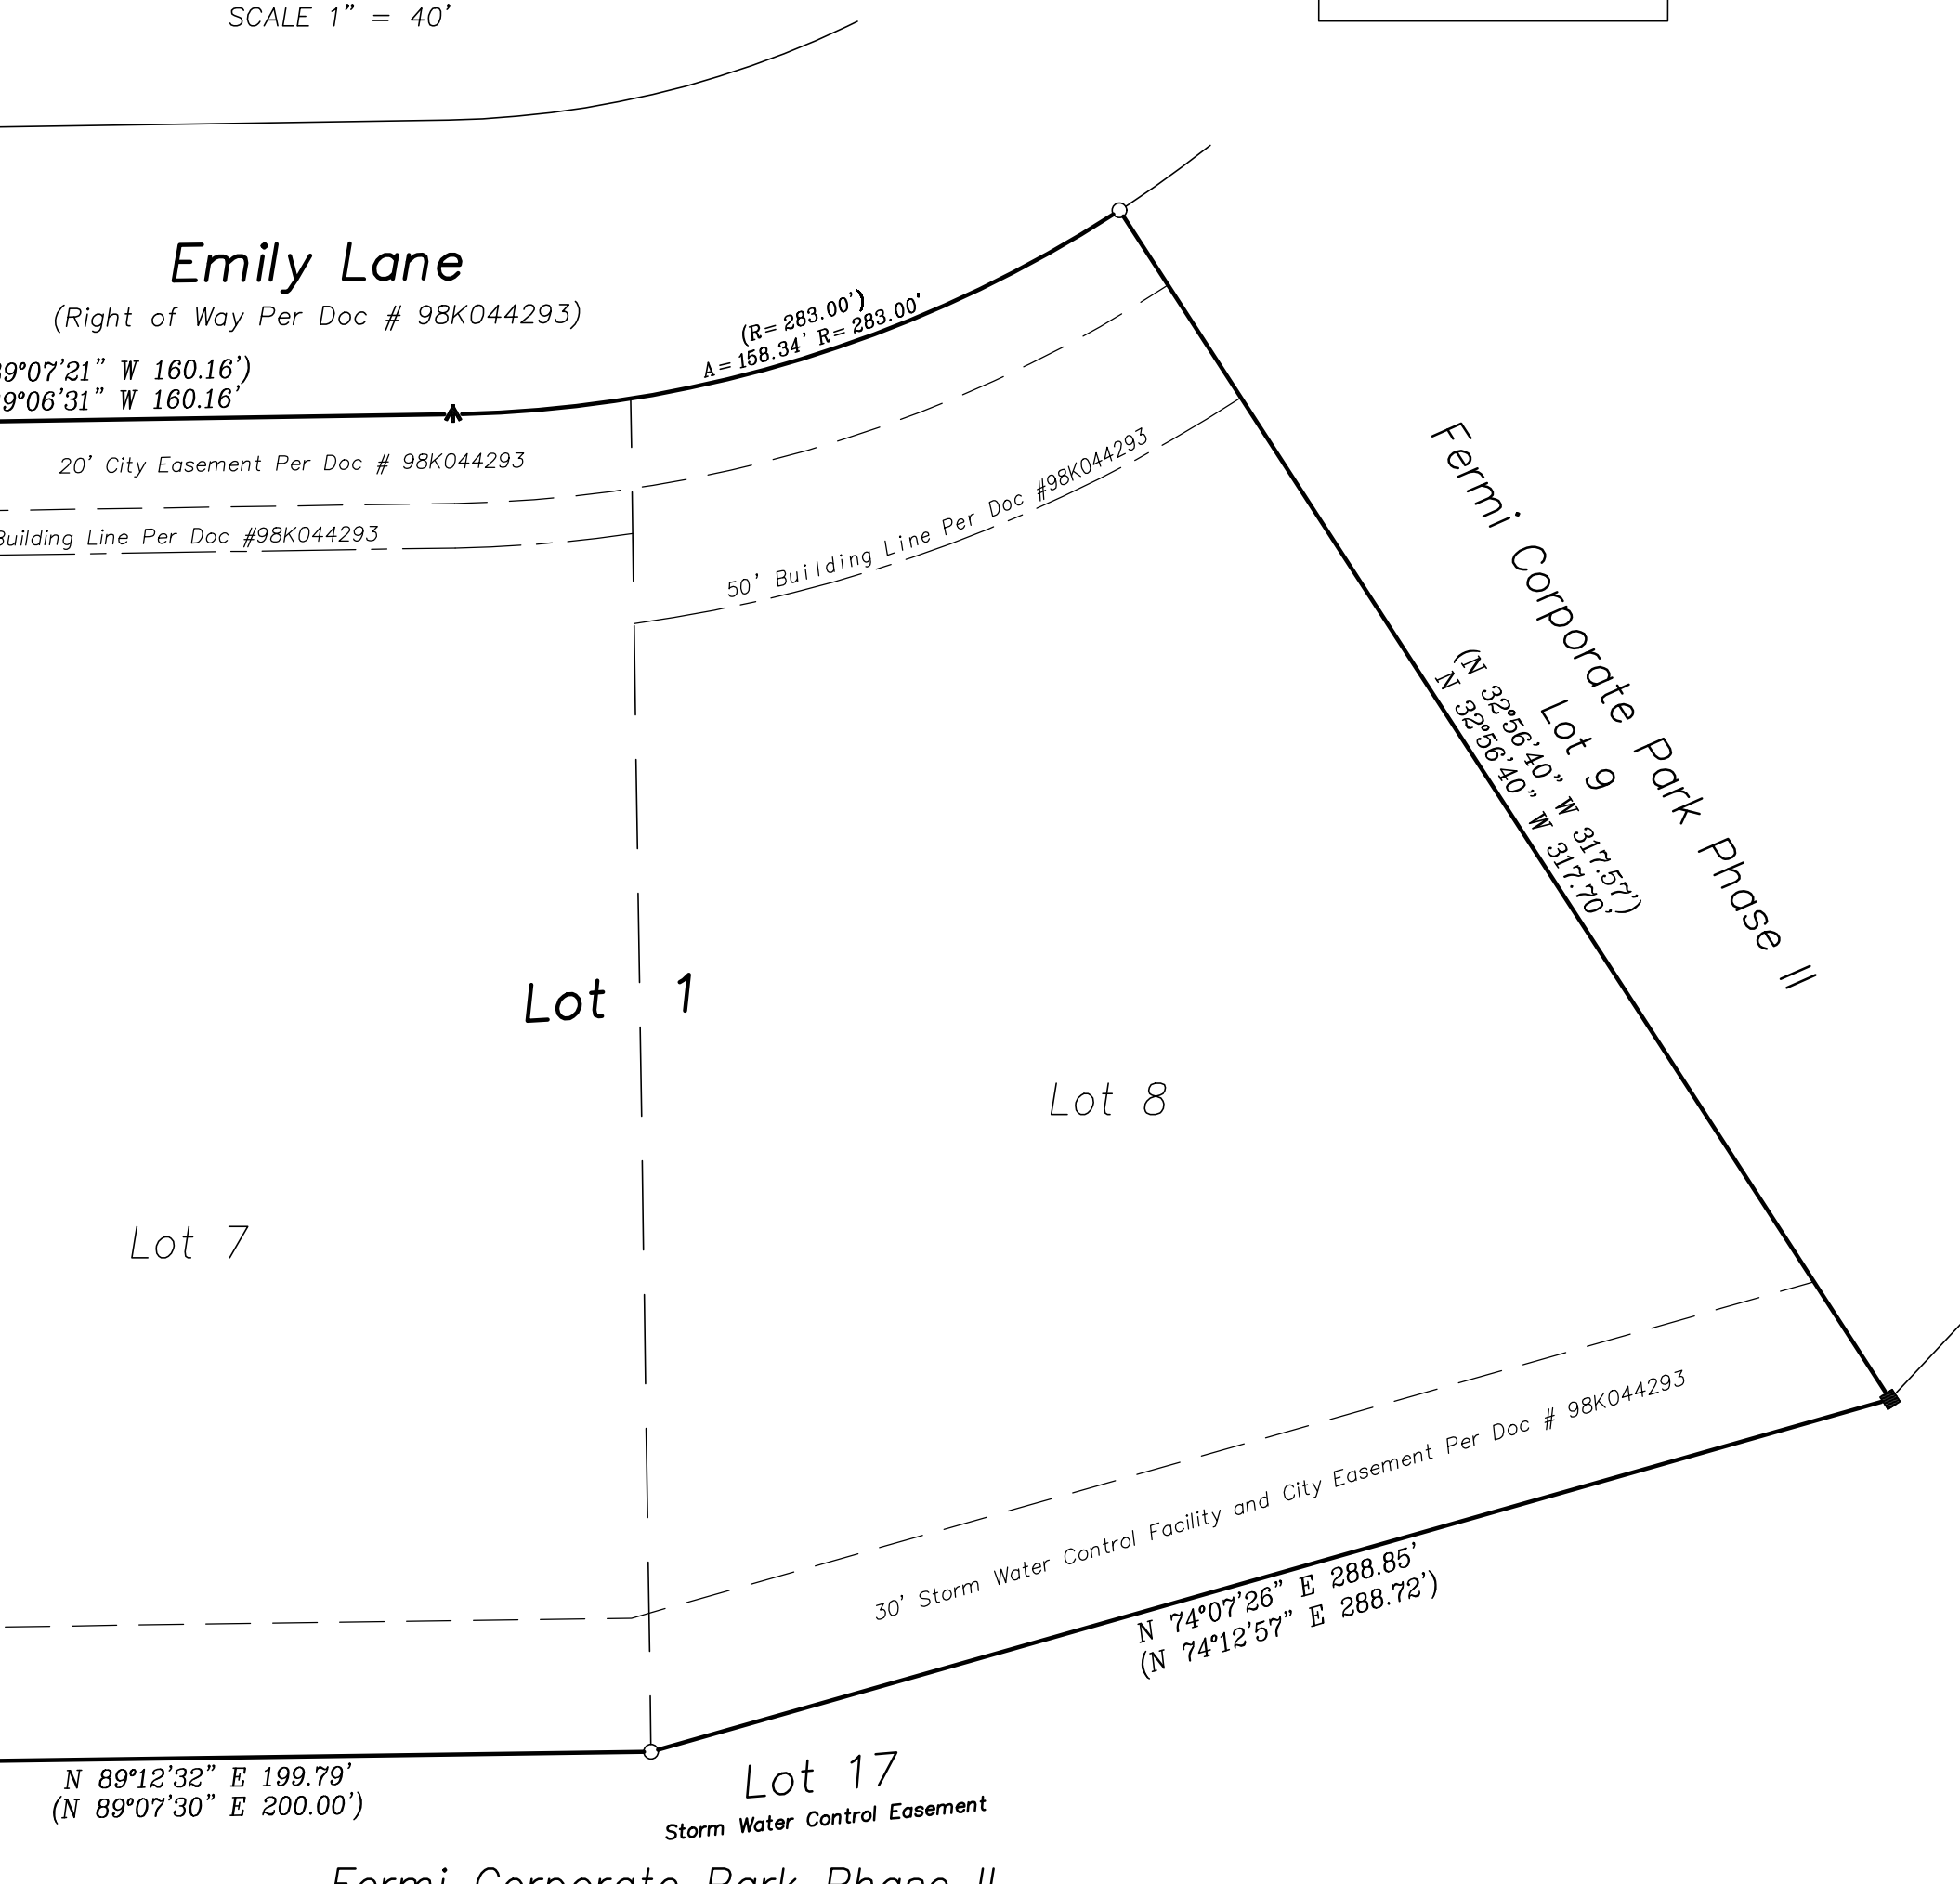 SCALE 1" = 40'
Emily Lane
(Right of Way Per Doc # 98K044293)
9°07'21" W 160.16')
9°06'31" W 160.16'
(R= 283.00')
A=158.34' R=283.00'
20' City Easement Per Doc # 98K044293
Building Line Per Doc #98K044293
50' Building Line Per Doc #98K044293
Fermi Corporate Park Phase II
Lot 9
(N 32°56'40" W 317.57')
N 32°56'40" W 317.70'
Lot 1
Lot 8
Lot 7
30' Storm Water Control Facility and City Easement Per Doc # 98K044293
N 74°07'26" E 288.85'
(N 74°12'57" E 288.72')
N 89°12'32" E 199.79'
(N 89°07'30" E 200.00')
Lot 17
Storm Water Control Easement
Fermi Corporate Park Phase II